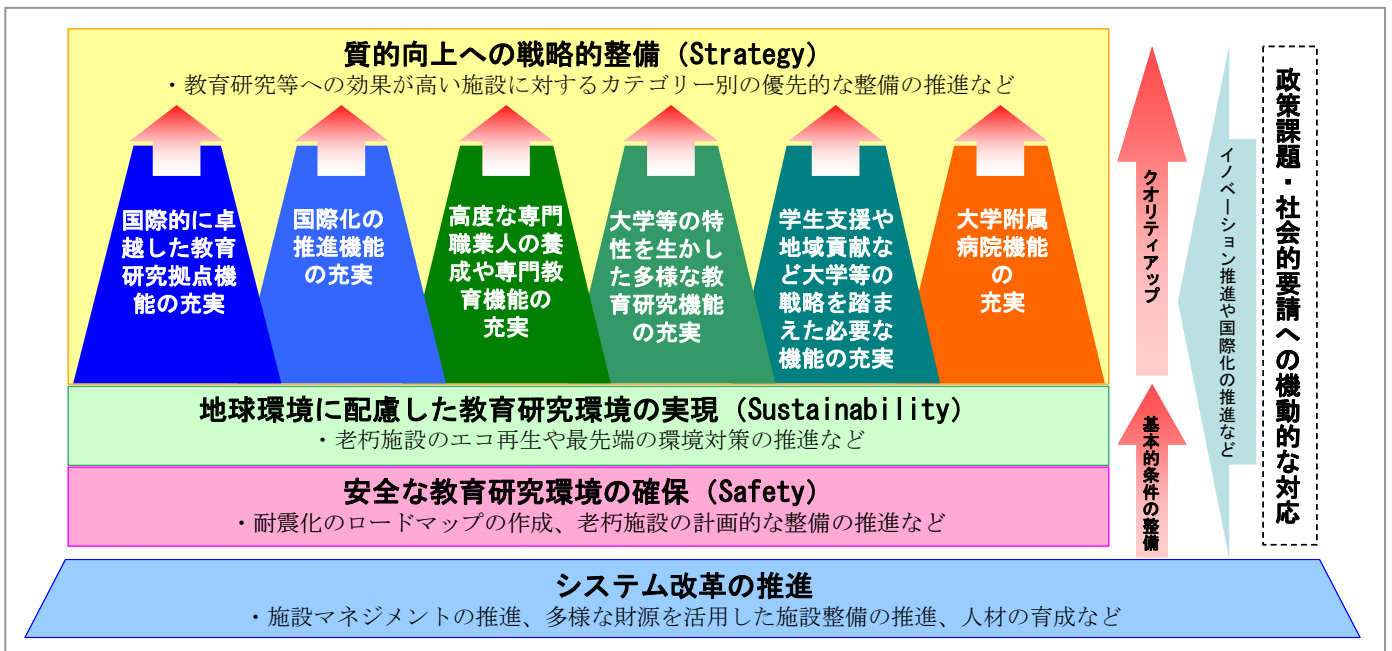 質的向上への戦略的整備（Strategy）
・教育研究等への効果が高い施設に対するカテゴリー別の優先的な整備の推進など
国際的に卓
越した教育
研究拠点機
能の充実
国際化の
推進機能
の充実
高度な専門
職業人の養
成や専門教
育機能の
充実
大学等の特
性を生かし
た多様な教
育研究機能
の充実
学生支援や
地域貢献な
ど大学等の
戦略を踏ま
えた必要な
機能の充実
大学附属
病院機能
の
充実
地球環境に配慮した教育研究環境の実現（Sustainability）
・老朽施設のエコ再生や最先端の環境対策の推進など
安全な教育研究環境の確保（Safety）
・耐震化のロードマップの作成、老朽施設の計画的な整備の推進など
システム改革の推進
・施設マネジメントの推進、多様な財源を活用した施設整備の推進、人材の育成など
クオリティアップ
基本的条件の整備
イノベーション推進や国際化の推進など
政策課題・社会的要請への機動的な対応